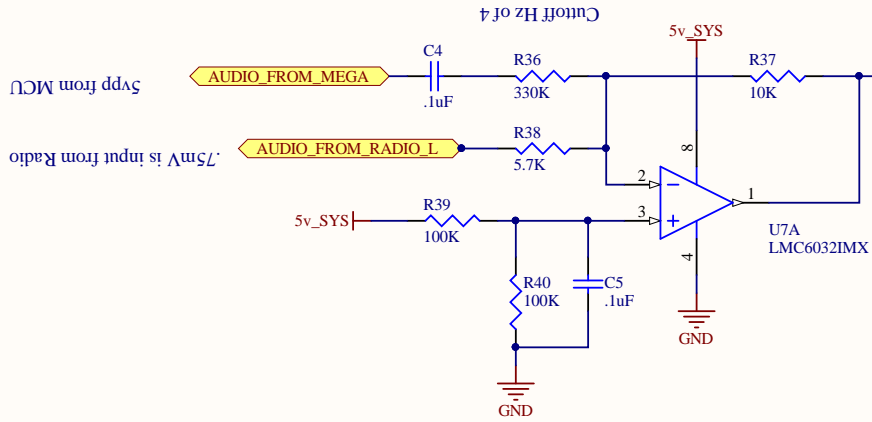 Cuttoff Hz of 4
5v_SYS
C4
R36
R37
5vpp from MCU
AUDIO_FROM_MEGA
.1uF
330K
10K
R38
.75mV is input from Radio
AUDIO_FROM_RADIO_L
5.7K
8
2
1
R39
3
5v_SYS
100K
U7A
LMC6032IMX
4
R40
100K
C5
.1uF
GND
GND